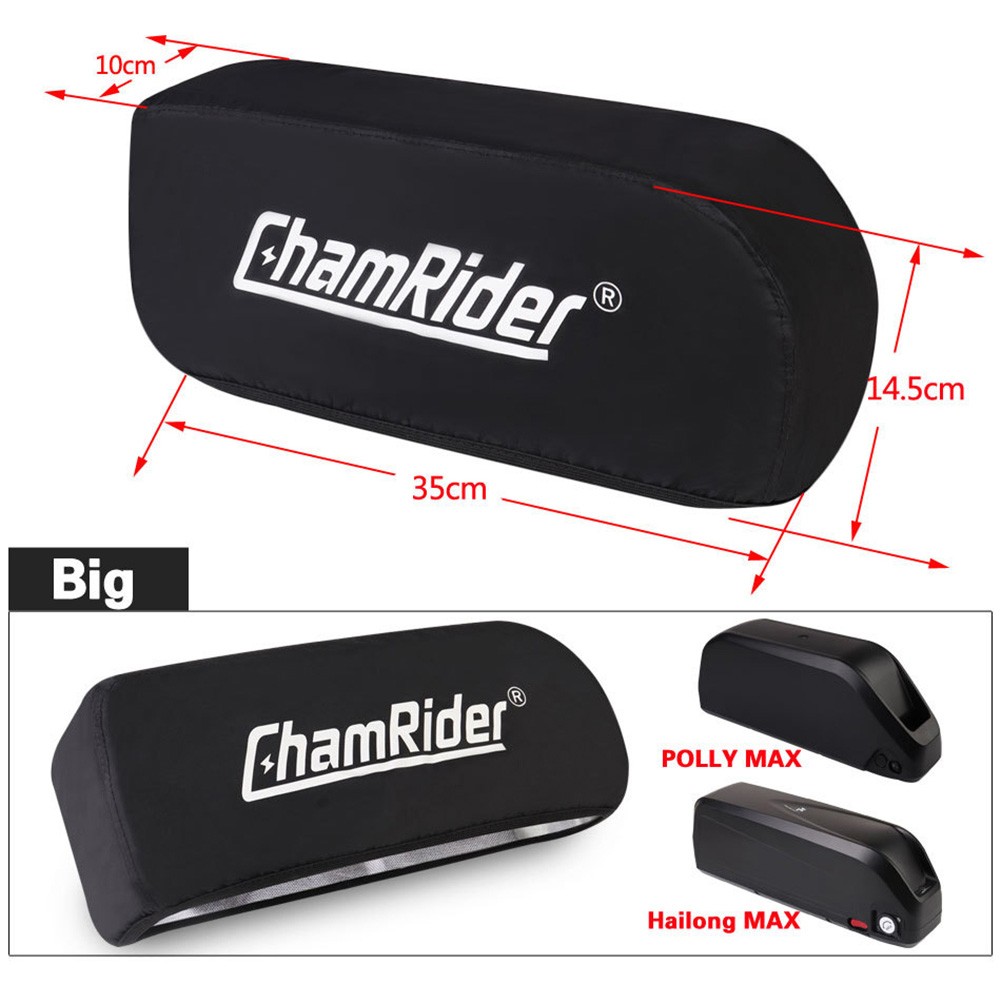 10cm
ChamRider®
14.5cm
35cm
Big
ChamRider®
POLLY MAX
Hailong MAX